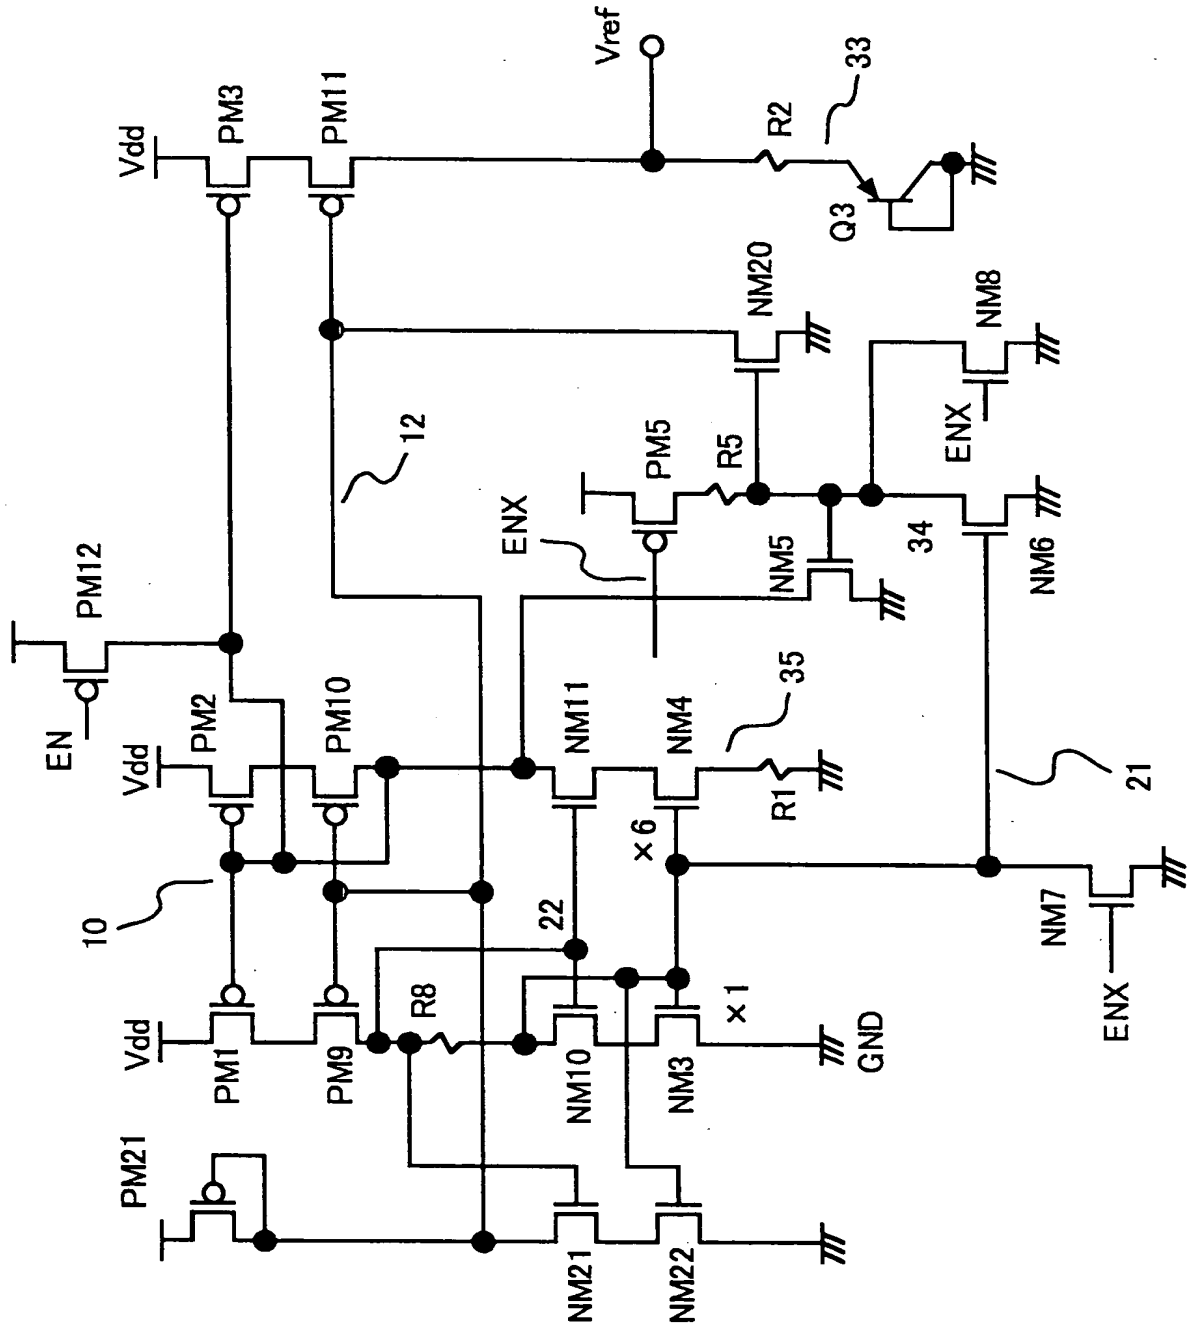 Vref
Vdd
PM3
PM11
R2
33
Q3
NM20
NM8
ENX
12
PM5
R5
ENX
NM5
34
NM6
PM12
EN
Vdd
PM2
PM10
NM11
NM4
35
×6
R1
21
10
22
Vdd
PM1
PM9
R8
NM10
NM3
×1
GND
NM7
ENX
PM21
NM21
NM22